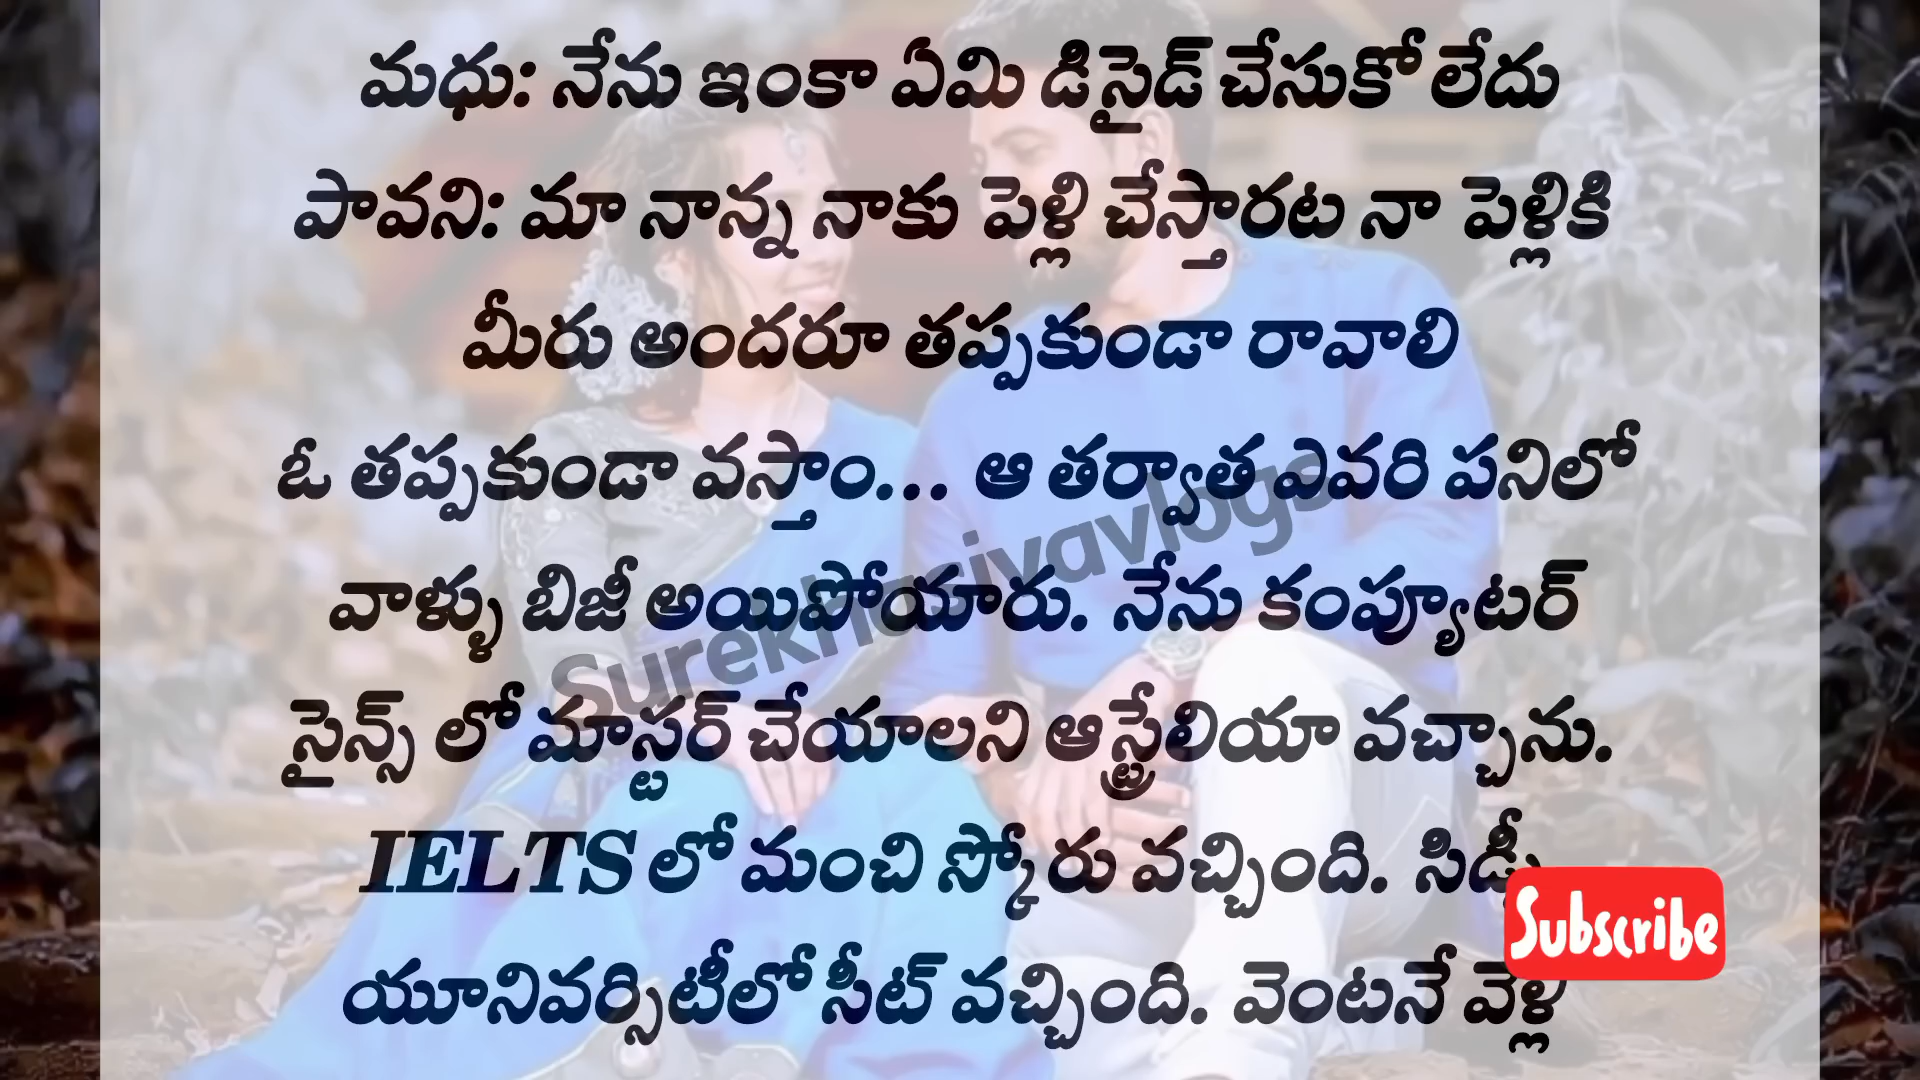 మధు: నేను ఇంకా ఏమి డిసైడ్ చేసుకో లేదు
పావని: మా నాన్న నాకు పెళ్లి చేస్తారట నా పెళ్లికి
మీరు అందరూ తప్పకుండా రావాలి
ఓ తప్పకుండా వస్తాం... ఆ తర్వాత ఎవరి పనిలో
వాళ్ళు బిజీ అయిపోయారు. నేను కంప్యూటర్
సైన్స్ లో మాస్టర్ చేయాలని ఆస్ట్రేలియా వచ్చాను.
IELTS లో మంచి స్కోరు వచ్చింది. సిడ్నీ
యూనివర్సిటీలో సీట్ వచ్చింది. వెంటనే వెళ్లి
Surekhasivavlogs
Subscribe